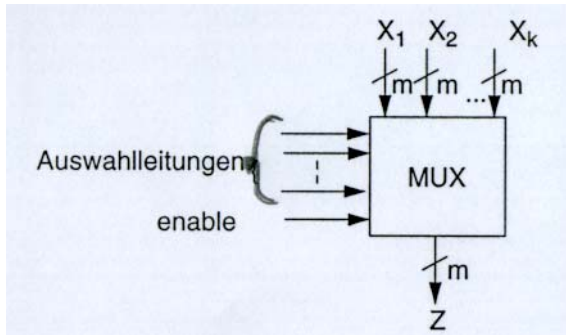 X1 X2 Xk
m m ... m
Auswahlleitungen
MUX
enable
m
Z